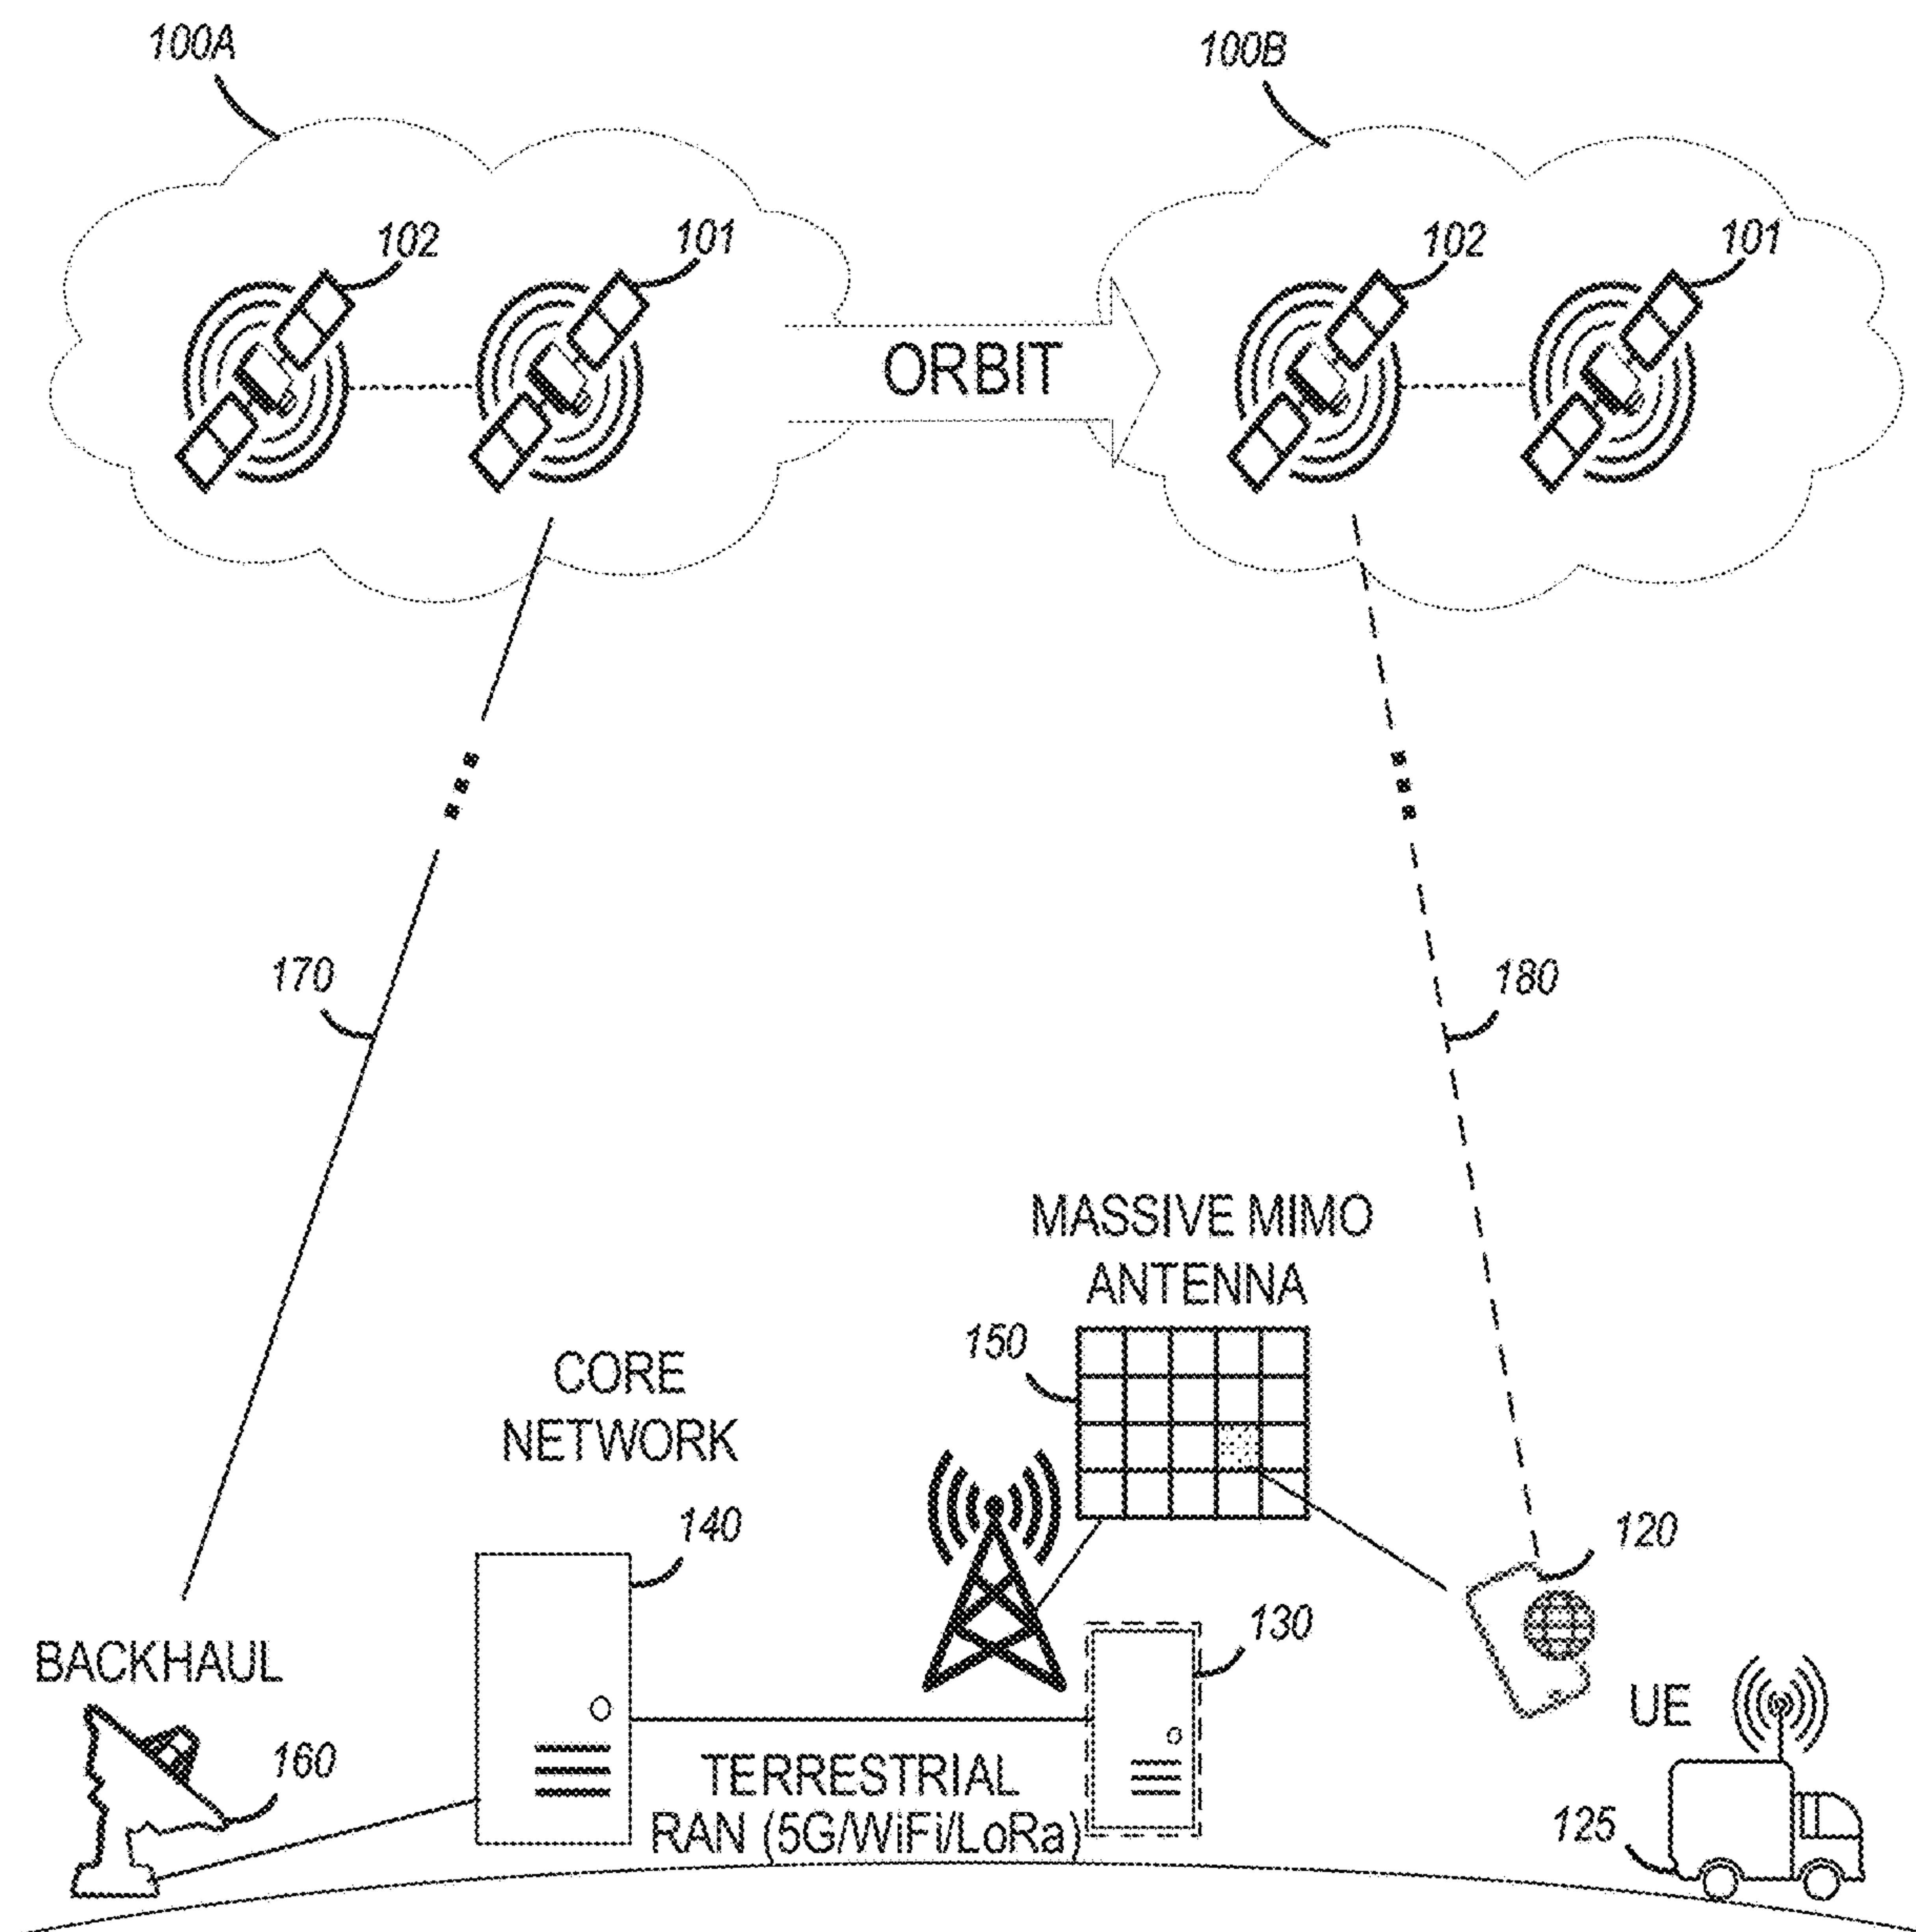 100A
100B
102
101
102
101
ORBIT
170
180
MASSIVE MIMO
ANTENNA
150
CORE
NETWORK
140
120
130
BACKHAUL
UE
160
TERRESTRIAL
RAN (5G/WiFi/LoRa)
125